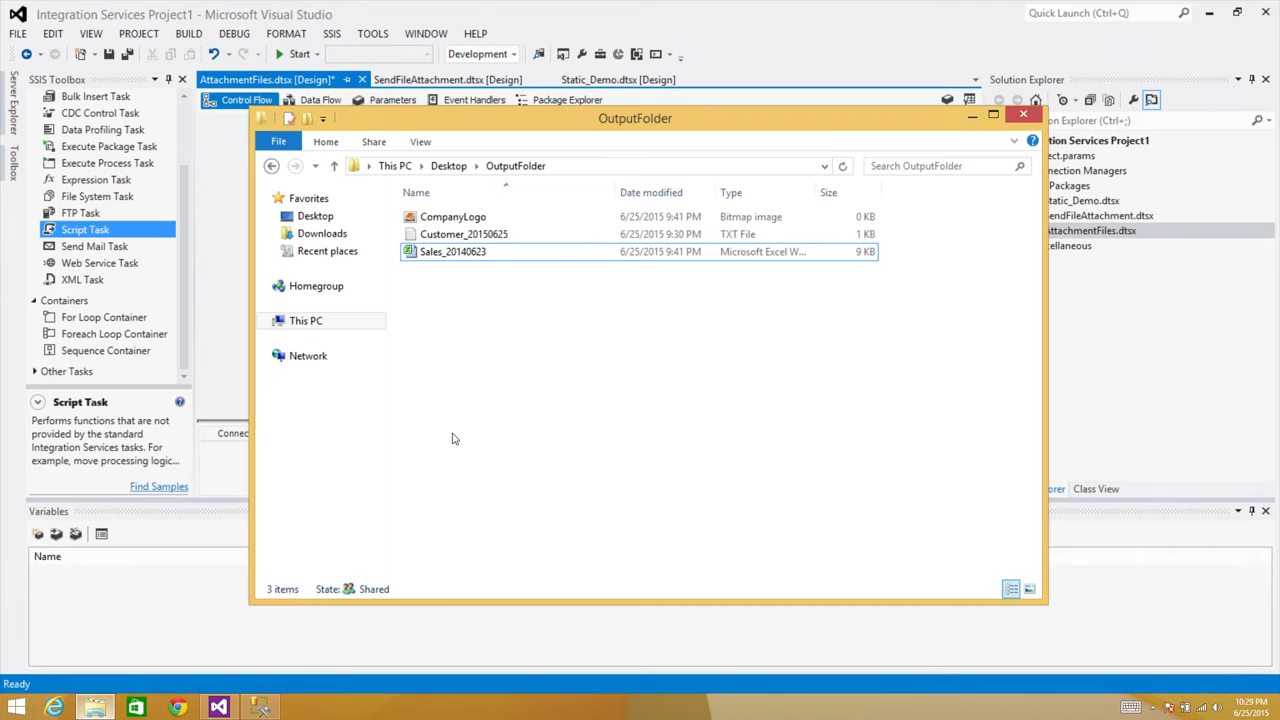 Integration Services Project1 - Microsoft Visual Studio
Quick Launch (Ctrl+Q)
FILE EDIT VIEW PROJECT BUILD DEBUG FORMAT SSIS TOOLS WINDOW HELP
Start
Development
SSIS Toolbox
AttachmentFiles.dtsx [Design]*
SendFileAttachment.dtsx [Design]
Static_Demo.dtsx [Design]
Solution Explorer
Server Explorer
Toolbox
Bulk Insert Task
CDC Control Task
Data Profiling Task
Execute Package Task
Execute Process Task
Expression Task
File System Task
FTP Task
Script Task
Send Mail Task
Web Service Task
XML Task
Containers
For Loop Container
Foreach Loop Container
Sequence Container
Other Tasks
Script Task
Performs functions that are not
provided by the standard
Integration Services tasks. For
example, move processing logic...
Find Samples
Control Flow
Data Flow
Parameters
Event Handlers
Package Explorer
OutputFolder
File Home Share View
This PC Desktop OutputFolder
Search OutputFolder
Name Date modified Type Size
CompanyLogo 6/25/2015 9:41 PM Bitmap image 0 KB
Customer_20150625 6/25/2015 9:30 PM TXT File 1 KB
Sales_20140623 6/25/2015 9:41 PM Microsoft Excel W... 9 KB
Favorites
Desktop
Downloads
Recent places
Homegroup
This PC
Network
3 items State: Shared
Explorer (Ctrl+;)
tegration Services Project1
ect.params
nnection Managers
Packages
tatic_Demo.dtsx
endFileAttachment.dtsx
ttachmentFiles.dtsx
ellaneous
orer
Class View
Connec
Variables
Name
Ready
10:29 PM
6/25/2015